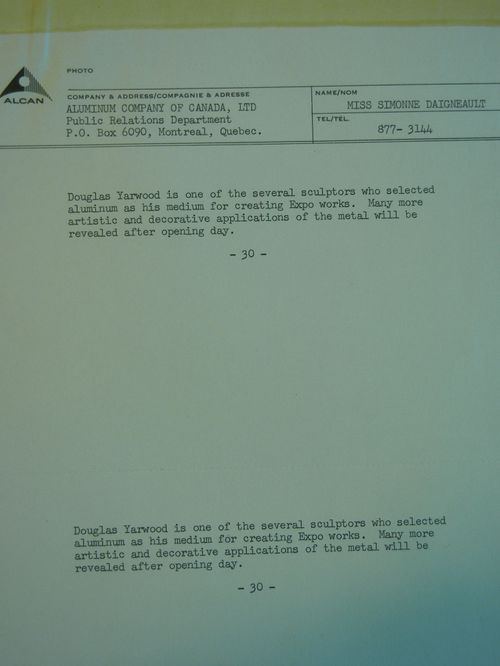 PHOTO
ALCAN
COMPANY & ADDRESS/COMPAGNIE & ADRESSE
ALUMINUM COMPANY OF CANADA, LTD
Public Relations Department
P.O. Box 6090, Montreal, Quebec.
NAME/NOM
MISS SIMONNE DAIGNEAULT
TEL/TÉL.
877- 3144
Douglas Yarwood is one of the several sculptors who selected
aluminum as his medium for creating Expo works.  Many more
artistic and decorative applications of the metal will be
revealed after opening day.
- 30 -
Douglas Yarwood is one of the several sculptors who selected
aluminum as his medium for creating Expo works.  Many more
artistic and decorative applications of the metal will be
revealed after opening day.
- 30 -